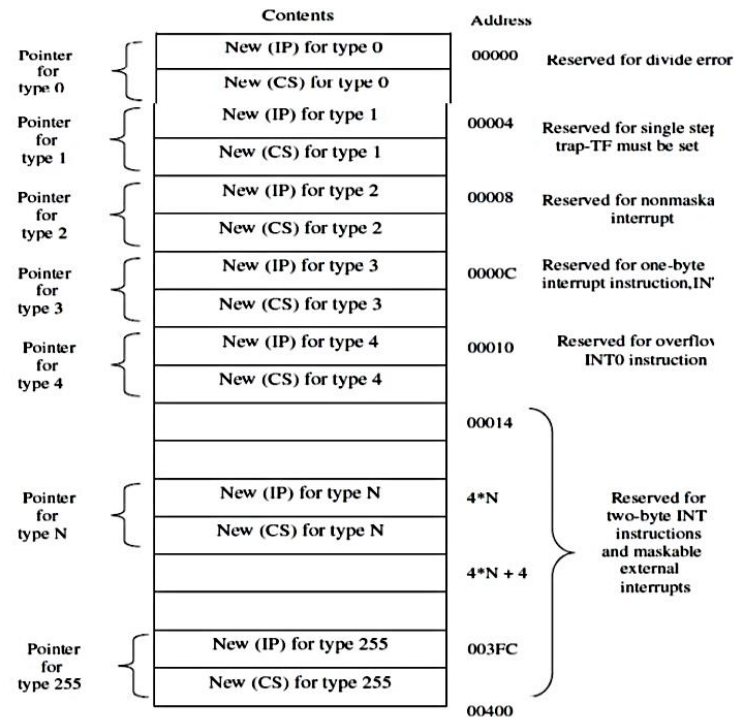 Contents
Address
Pointer
for
type 0
New (IP) for type 0
00000
Reserved for divide error
New (CS) for type 0
Pointer
for
type 1
New (IP) for type 1
00004
Reserved for single step
trap-TF must be set
New (CS) for type 1
Pointer
for
type 2
New (IP) for type 2
00008
Reserved for nonmaska
interrupt
New (CS) for type 2
Pointer
for
type 3
New (IP) for type 3
0000C
Reserved for one-byte
interrupt instruction,IN
New (CS) for type 3
Pointer
for
type 4
New (IP) for type 4
00010
Reserved for overflo
INT0 instruction
New (CS) for type 4
00014
Pointer
for
type N
New (IP) for type N
4*N
New (CS) for type N
4*N + 4
Reserved for
two-byte INT
instructions
and maskable
external
interrupts
Pointer
for
type 255
New (IP) for type 255
003FC
New (CS) for type 255
00400